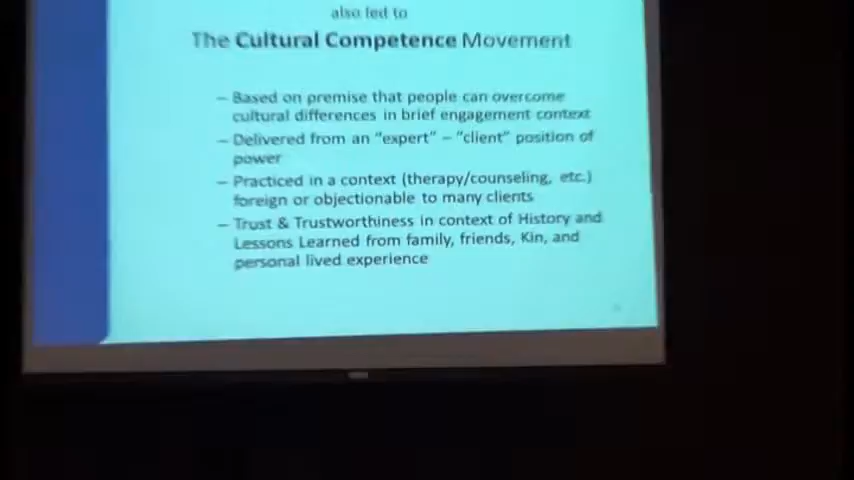 also led to
The Cultural Competence Movement
– Based on premise that people can overcome
cultural differences in brief engagement context
– Delivered from an "expert" – "client" position of
power
– Practiced in a context (therapy/counseling, etc.)
foreign or objectionable to many clients
– Trust & Trustworthiness in context of History and
Lessons Learned from family, friends, Kin, and
personal lived experience